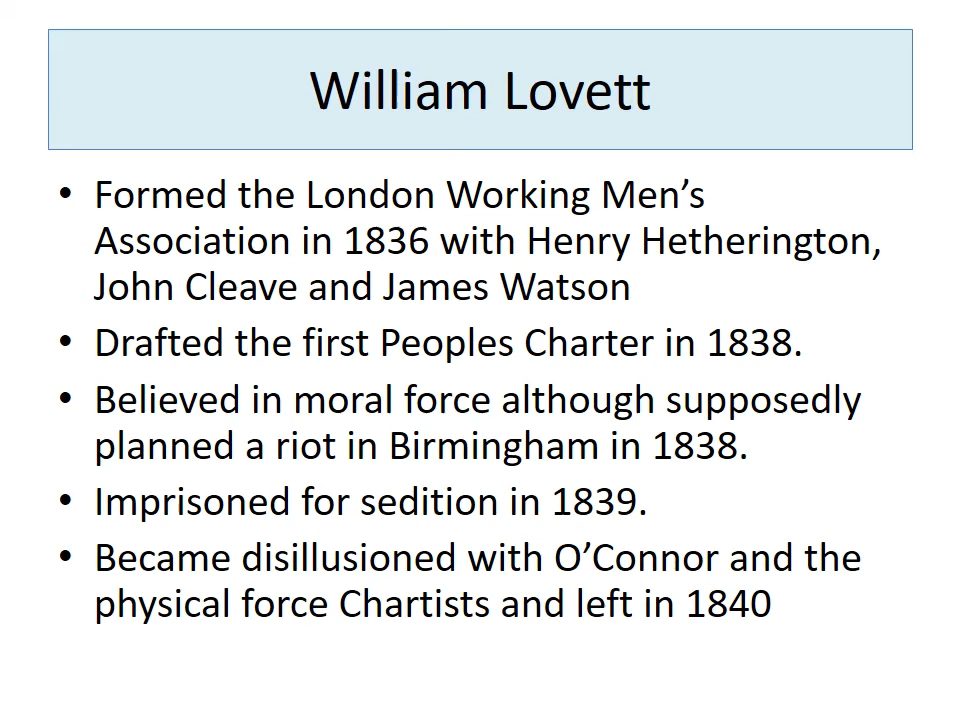 William Lovett
• Formed the London Working Men’s
Association in 1836 with Henry Hetherington,
John Cleave and James Watson
• Drafted the first Peoples Charter in 1838.
• Believed in moral force although supposedly
planned a riot in Birmingham in 1838.
• Imprisoned for sedition in 1839.
• Became disillusioned with O’Connor and the
physical force Chartists and left in 1840